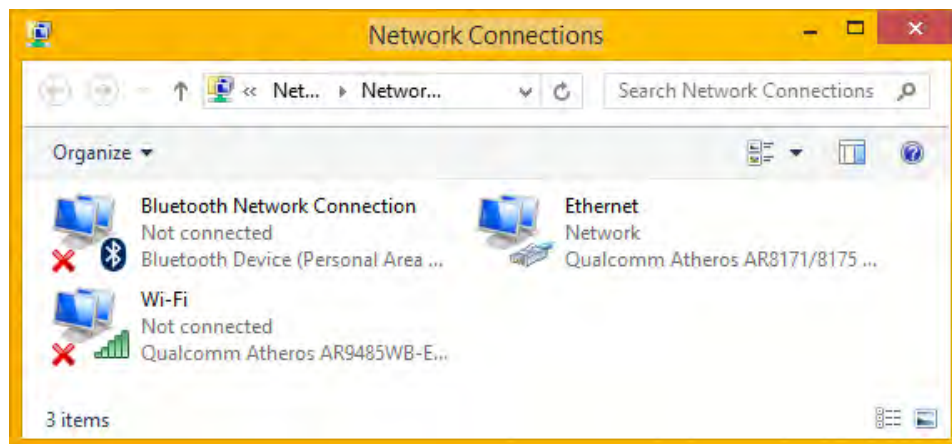 Network Connections
« Net... Networ... Search Network Connections
Organize
Bluetooth Network Connection
Not connected
Bluetooth Device (Personal Area ...
Ethernet
Network
Qualcomm Atheros AR8171/8175 ...
Wi-Fi
Not connected
Qualcomm Atheros AR9485WB-E...
3 items